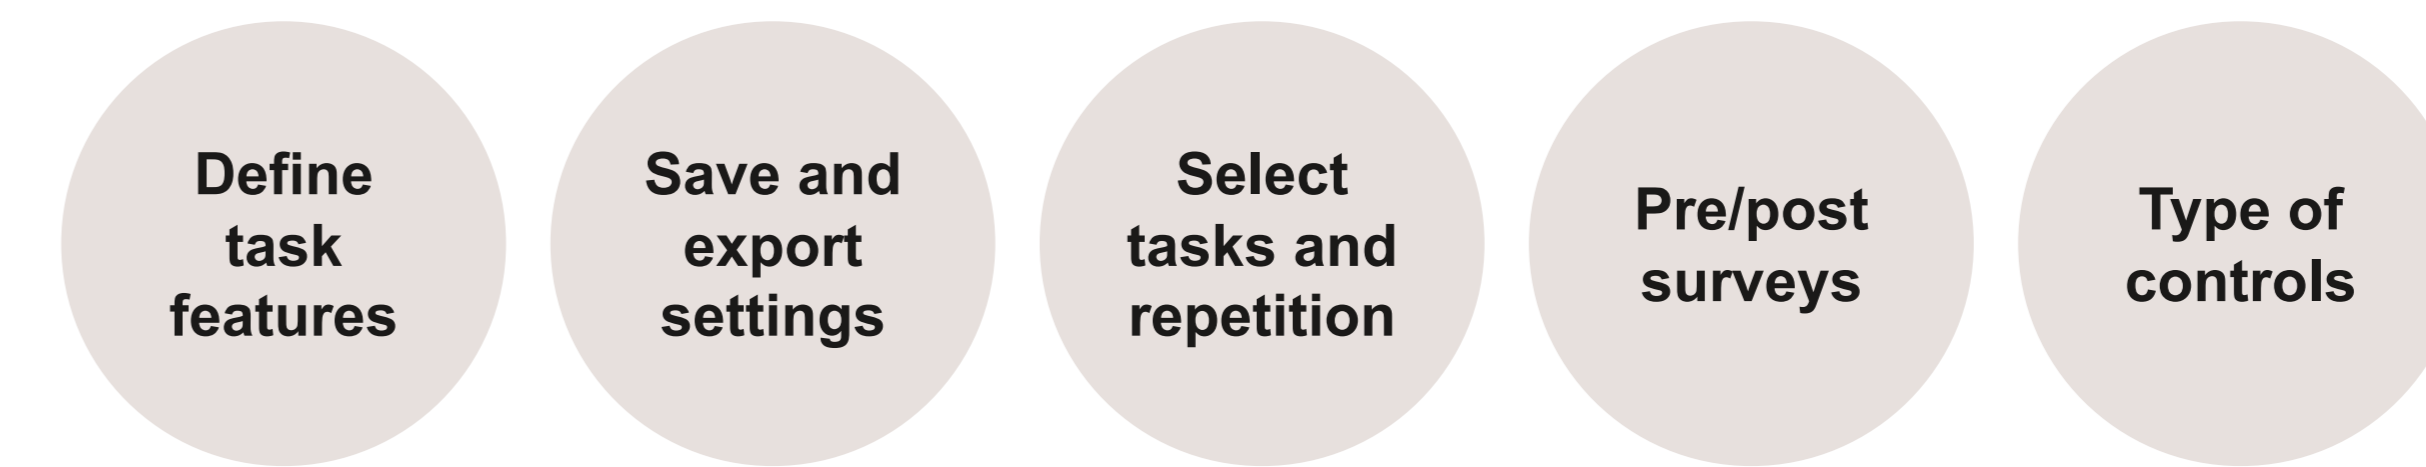 Define
task
features
Save and
export
settings
Select
tasks and
repetition
Pre/post
surveys
Type of
controls